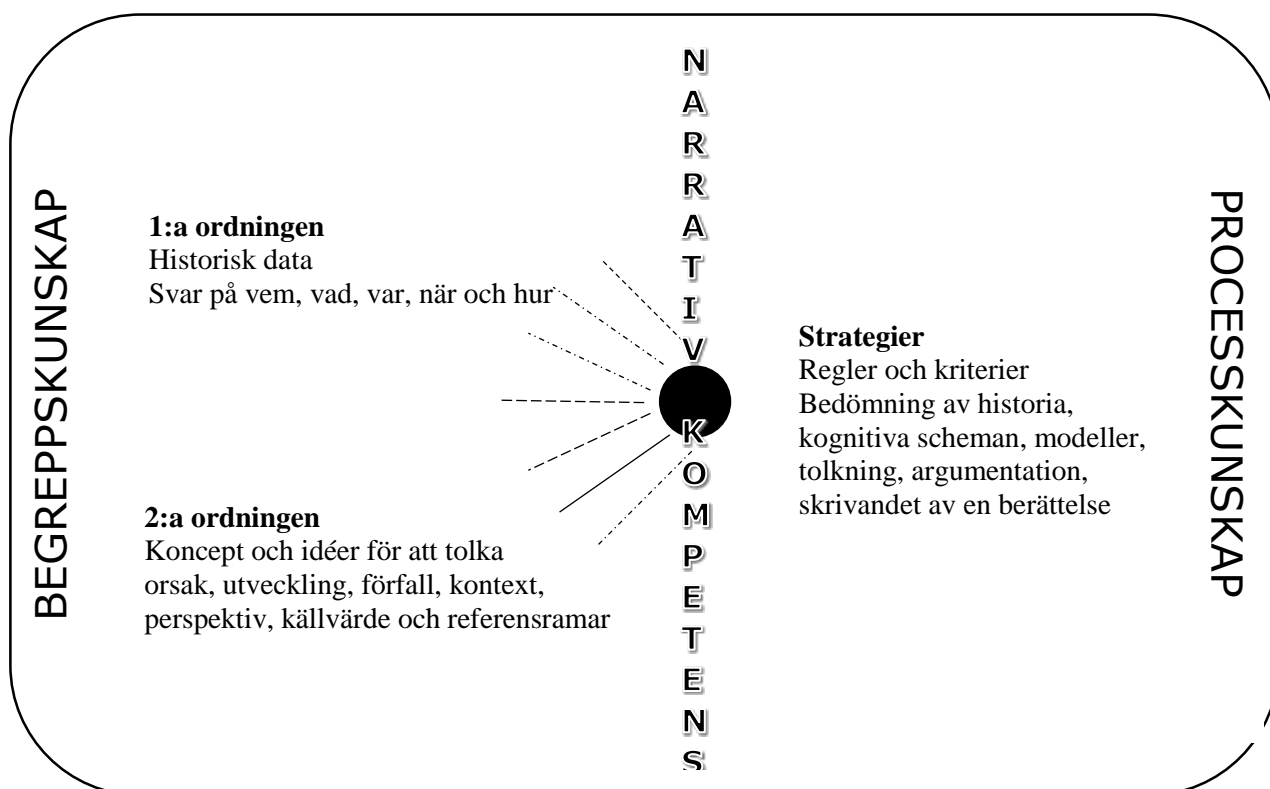 BEGREPPSKUNSKAP
1:a ordningen
Historisk data
Svar på vem, vad, var, när och hur
2:a ordningen
Koncept och idéer för att tolka
orsak, utveckling, förfall, kontext,
perspektiv, källvärde och referensramar
NARRATIV KOMPETENS
Strategier
Regler och kriterier
Bedömning av historia,
kognitiva scheman, modeller,
tolkning, argumentation,
skrivandet av en berättelse
PROCESSKUNSKAP